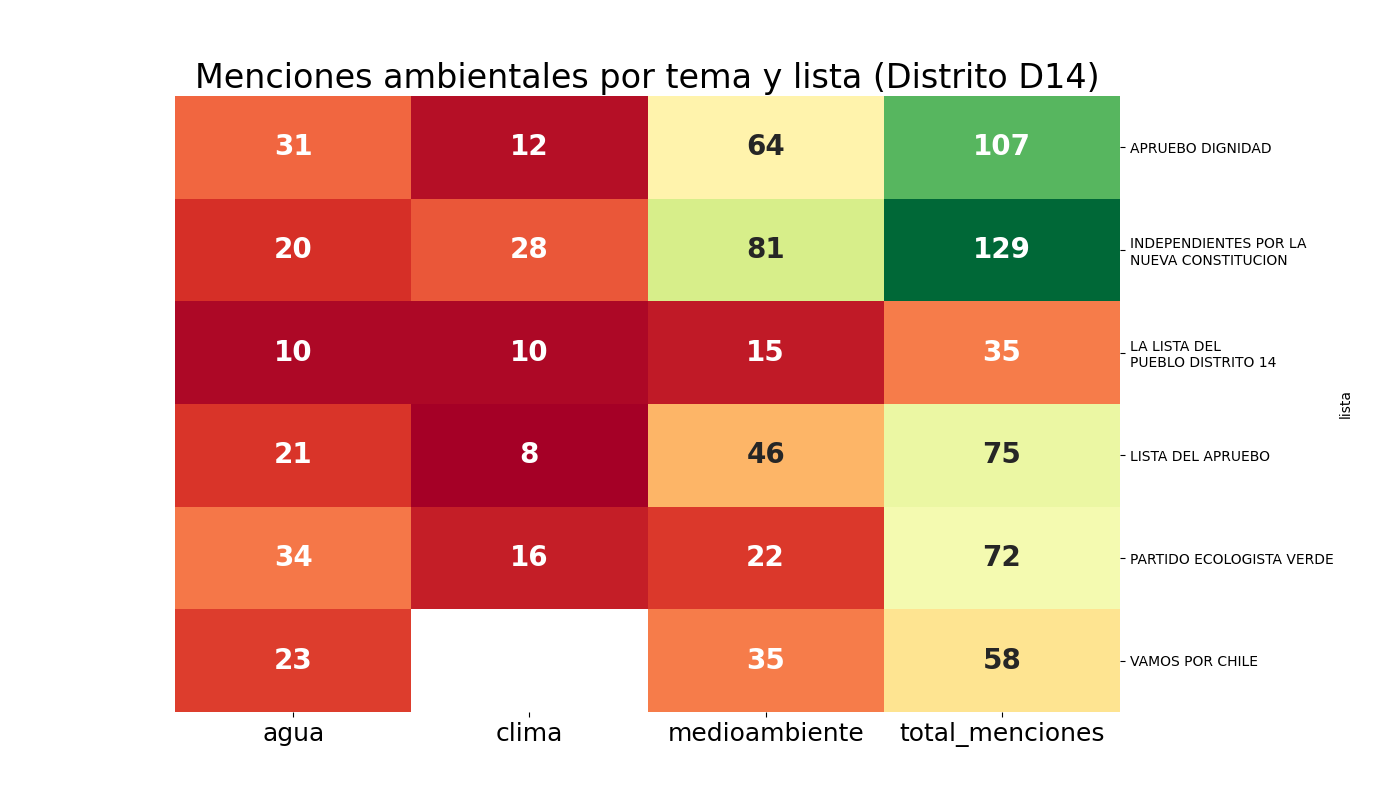 Menciones ambientales por tema y lista (Distrito D14)
31 12 64 107 APRUEBO DIGNIDAD
20 28 81 129 INDEPENDIENTES POR LA
NUEVA CONSTITUCION
10 10 15 35 LA LISTA DEL
PUEBLO DISTRITO 14
21 8 46 75 LISTA DEL APRUEBO
34 16 22 72 PARTIDO ECOLOGISTA VERDE
23 35 58 VAMOS POR CHILE
lista
agua clima medioambiente total_menciones